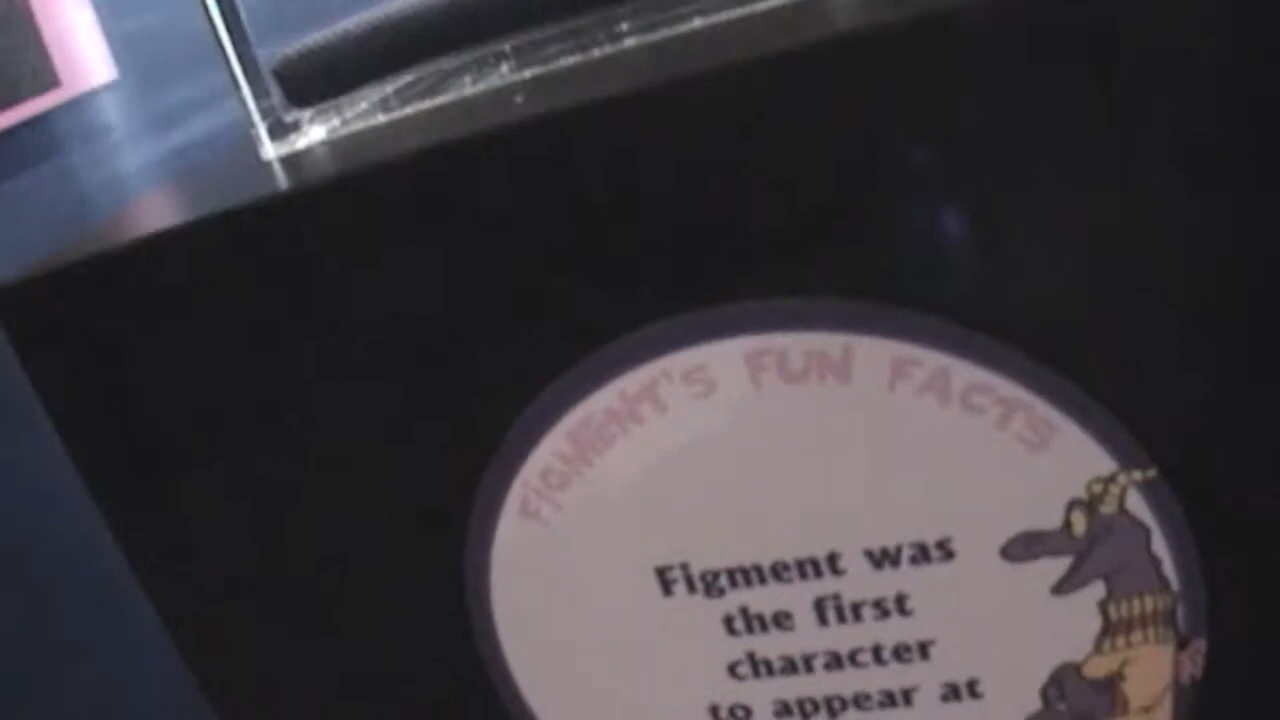 FIGMENT'S FUN FACTS
Figment was
the first
character
to appear at